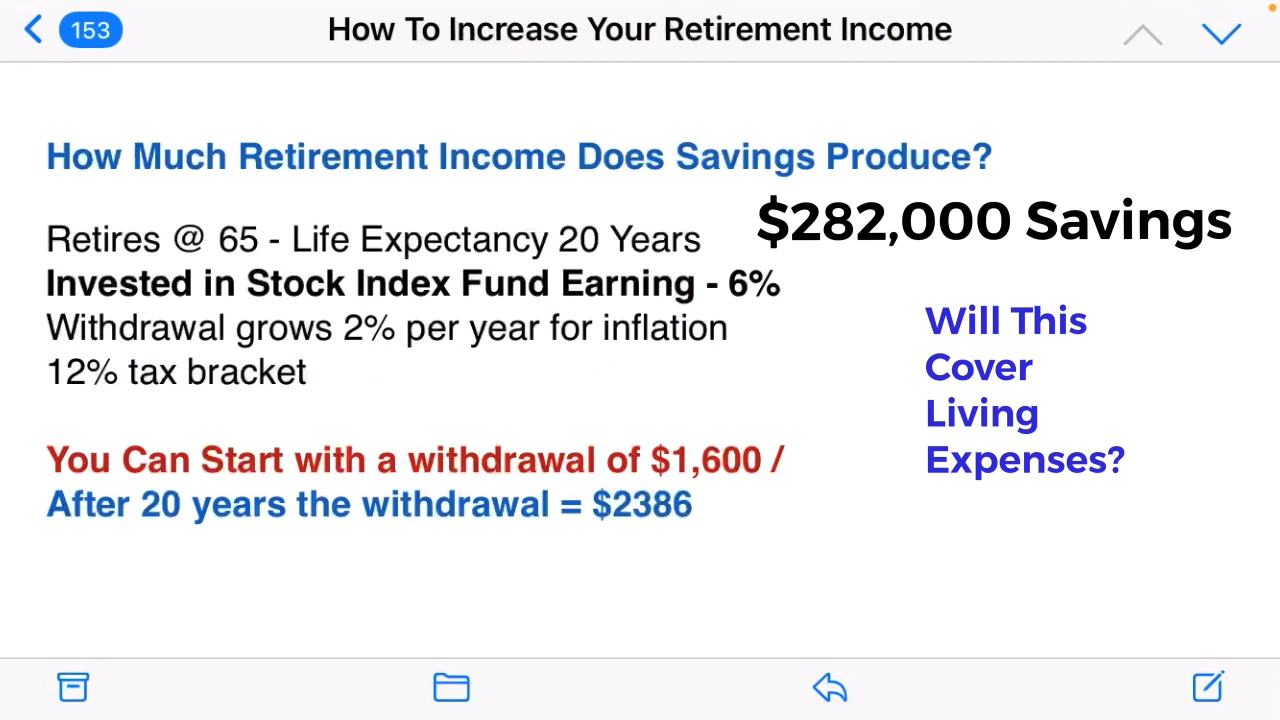 153
How To Increase Your Retirement Income
How Much Retirement Income Does Savings Produce?
$282,000 Savings
Retires @ 65 - Life Expectancy 20 Years
Invested in Stock Index Fund Earning - 6%
Withdrawal grows 2% per year for inflation
12% tax bracket
Will This
Cover
Living
Expenses?
You Can Start with a withdrawal of $1,600 /
After 20 years the withdrawal = $2386